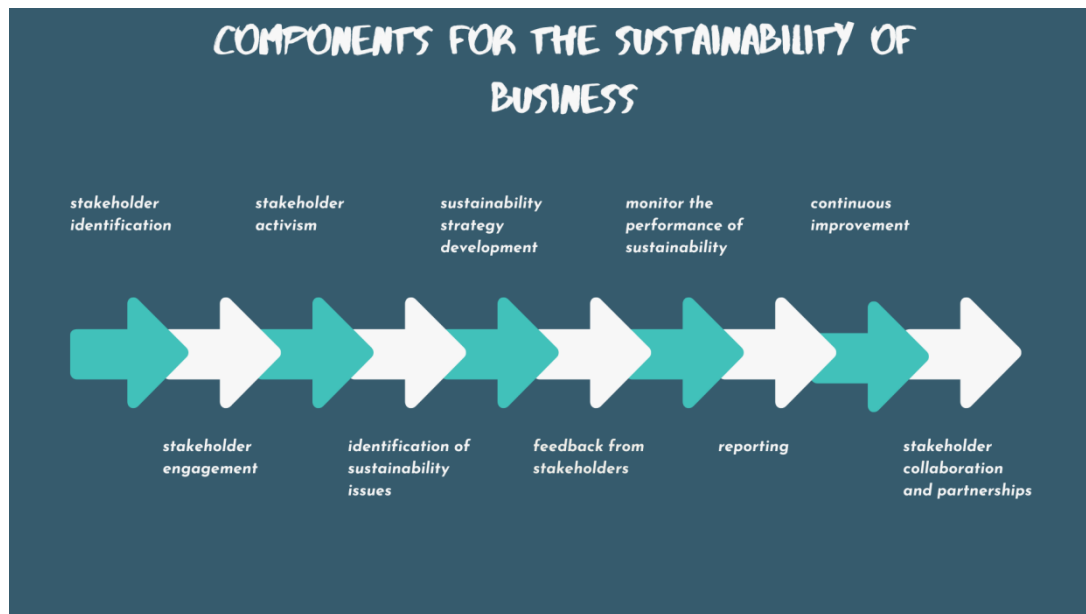 COMPONENTS FOR THE SUSTAINABILITY OF
BUSINESS
stakeholder
identification
stakeholder
activism
sustainability
strategy
development
monitor the
performance of
sustainability
continuous
improvement
stakeholder
engagement
identification of
sustainability
issues
feedback from
stakeholders
reporting
stakeholder
collaboration
and partnerships